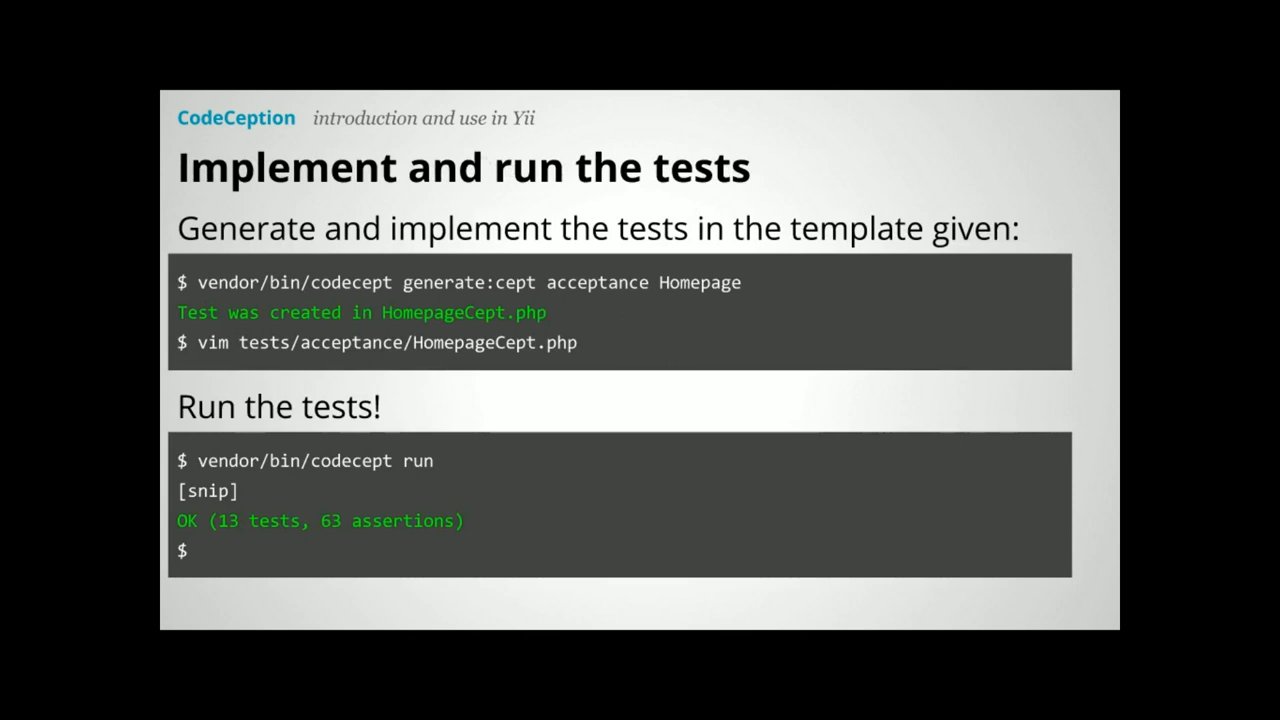 CodeCeption introduction and use in Yii
Implement and run the tests
Generate and implement the tests in the template given:
$ vendor/bin/codecept generate:cept acceptance Homepage
Test was created in HomepageCept.php
$ vim tests/acceptance/HomepageCept.php
Run the tests!
$ vendor/bin/codecept run
[snip]
OK (13 tests, 63 assertions)
$